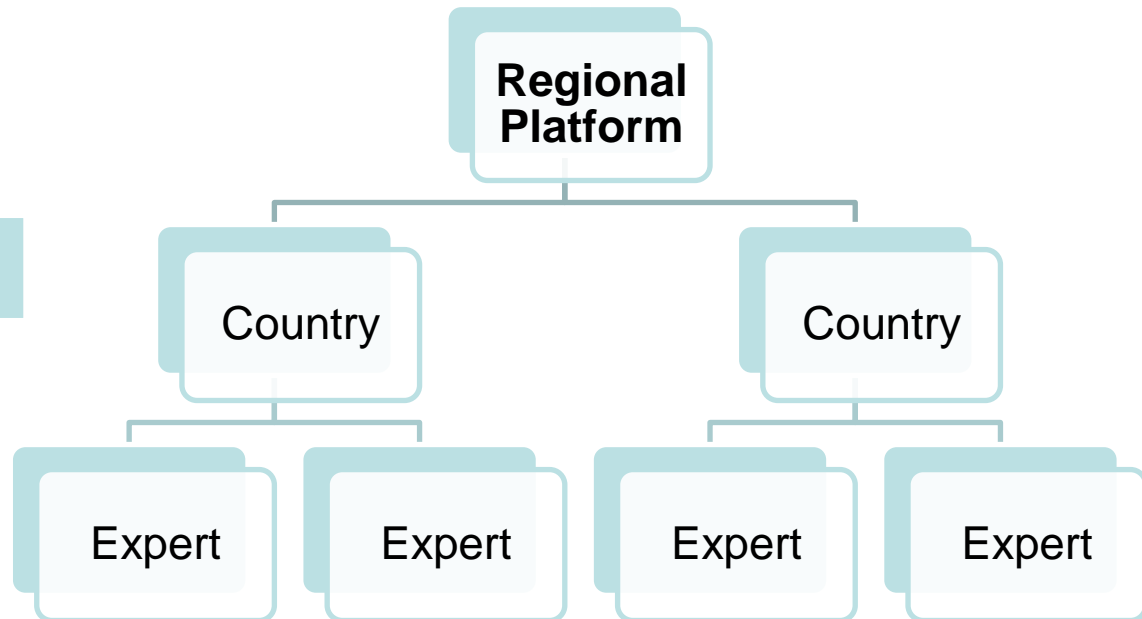 Regional
Platform
Country
Country
Expert
Expert
Expert
Expert